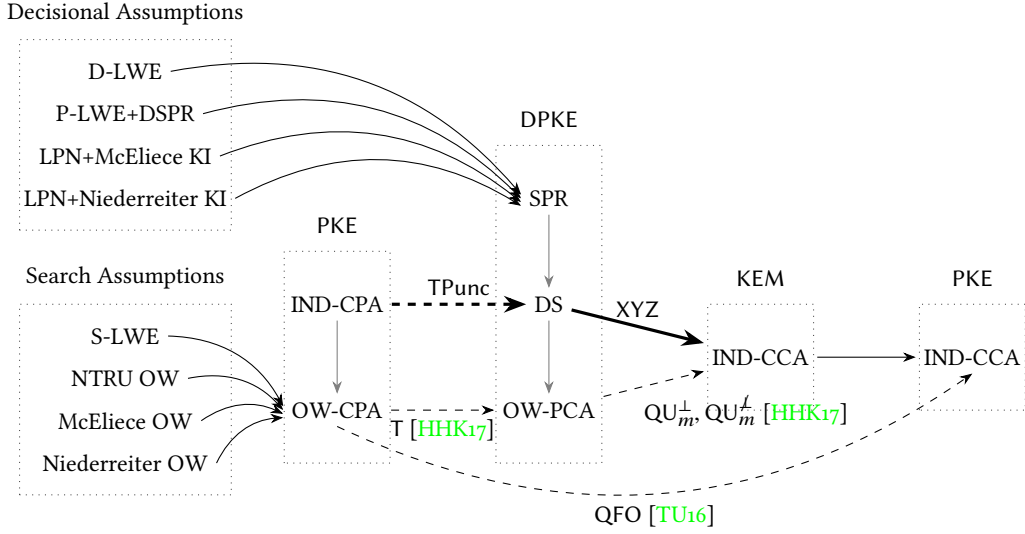 Decisional Assumptions
D-LWE
P-LWE+DSPR
LPN+McEliece KI
LPN+Niederreiter KI
DPKE
SPR
DS
OW-PCA
PKE
IND-CPA
OW-CPA
TPunc
T [HHK17]
Search Assumptions
S-LWE
NTRU OW
McEliece OW
Niederreiter OW
XYZ
KEM
IND-CCA
QU⊥m, QU⊥̸m [HHK17]
PKE
IND-CCA
QFO [TU16]